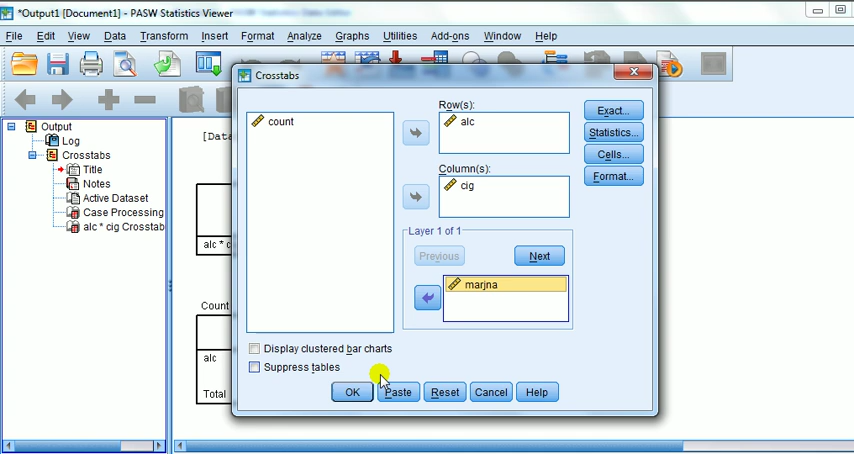 *Output1 [Document1] - PASW Statistics Viewer
File Edit View Data Transform Insert Format Analyze Graphs Utilities Add-ons Window Help
Output
Log
Crosstabs
Title
Notes
Active Dataset
Case Processing
alc * cig Crosstab
[Data
alc * c
Count
alc
Total
Crosstabs
count
Row(s):
alc
Column(s):
cig
Layer 1 of 1
Previous Next
marjna
Exact...
Statistics...
Cells...
Format...
Display clustered bar charts
Suppress tables
OK Paste Reset Cancel Help